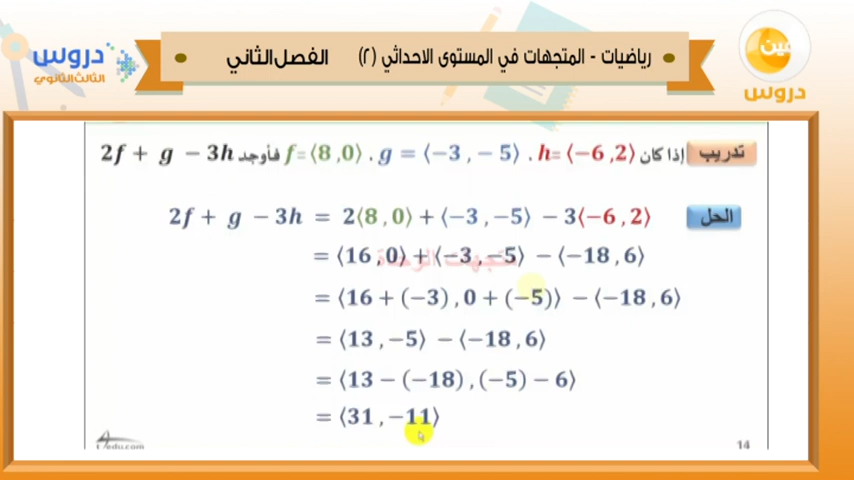 رياضيات - المتجهات في المستوى الاحداثي (٢) الفصل الثاني
دروس
الثالث الثانوي
عين
دروس
تدريب إذا كان f=⟨8 ,0⟩ . g = ⟨−3 , − 5⟩ . h= ⟨−6 ,2⟩ فأوجد 2f + g − 3h
الحل 2f + g − 3h = 2⟨8 , 0⟩ + ⟨−3 , −5⟩ − 3⟨−6 , 2⟩
= ⟨16 , 0⟩ + ⟨−3 , −5⟩ − ⟨−18 , 6⟩
متجهات الوحدة
= ⟨16 + (−3) , 0 + (−5)⟩ − ⟨−18 , 6⟩
= ⟨13 , −5⟩ − ⟨−18 , 6⟩
= ⟨13 − (−18) , (−5) − 6⟩
= ⟨31 , −11⟩
14